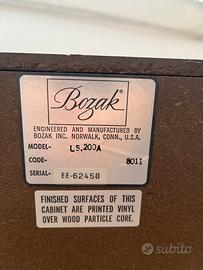 Bozak
ENGINEERED AND MANUFACTURED BY
BOZAK INC. NORWALK, CONN., U.S.A.
MODEL- LS.200A
CODE- 8011
SERIAL- EE-62458
FINISHED SURFACES OF THIS
CABINET ARE PRINTED VINYL
OVER WOOD PARTICLE CORE.
subito